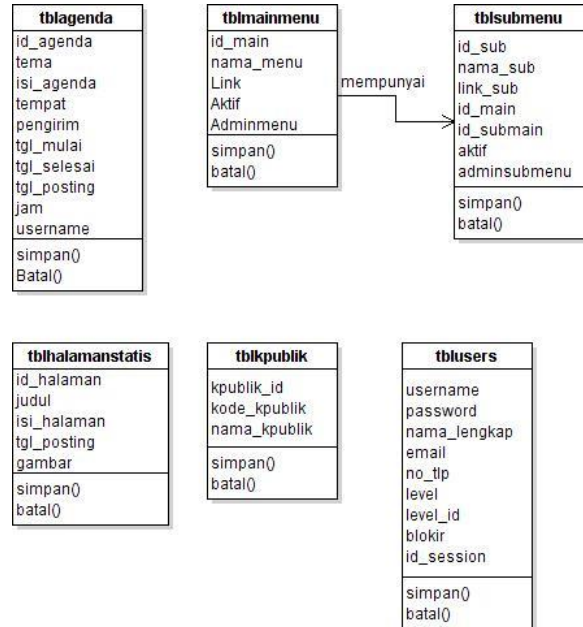 tblagenda
id_agenda
tema
isi_agenda
tempat
pengirim
tgl_mulai
tgl_selesai
tgl_posting
jam
username
simpan()
Batal()
tblmainmenu
id_main
nama_menu
Link
Aktif
Adminmenu
simpan()
batal()
mempunyai
tblsubmenu
id_sub
nama_sub
link_sub
id_main
id_submain
aktif
adminsubmenu
simpan()
batal()
tblhalamanstatis
id_halaman
judul
isi_halaman
tgl_posting
gambar
simpan()
batal()
tblkpublik
kpublik_id
kode_kpublik
nama_kpublik
simpan()
batal()
tblusers
username
password
nama_lengkap
email
no_tlp
level
level_id
blokir
id_session
simpan()
batal()